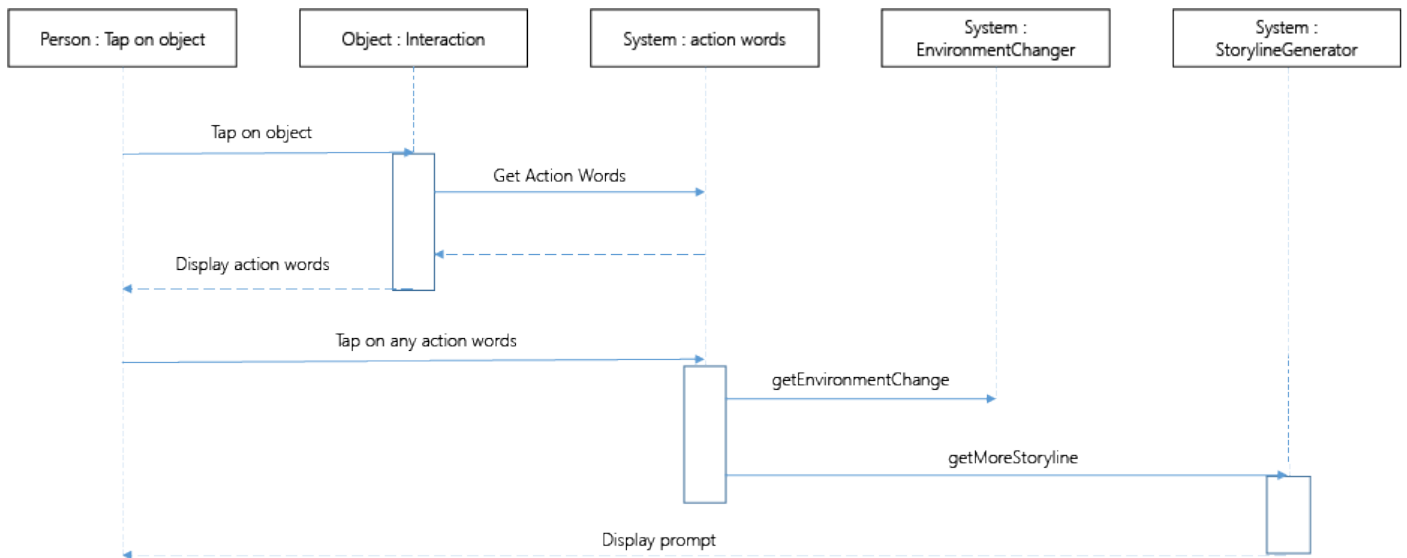 Person : Tap on object
Object : Interaction
System : action words
System :
EnvironmentChanger
System :
StorylineGenerator
Tap on object
Get Action Words
Display action words
Tap on any action words
getEnvironmentChange
getMoreStoryline
Display prompt